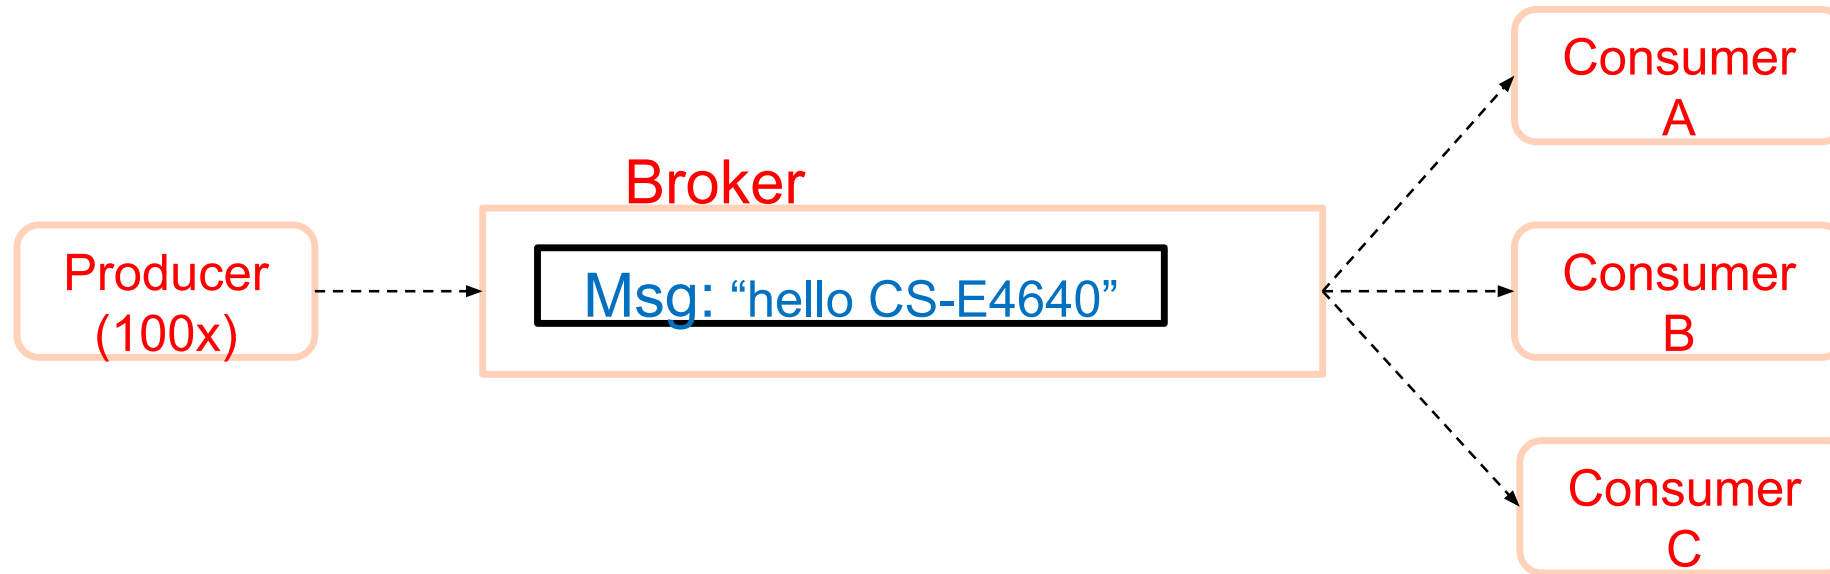 Producer
(100x)
Broker
Msg: “hello CS-E4640”
Consumer
A
Consumer
B
Consumer
C